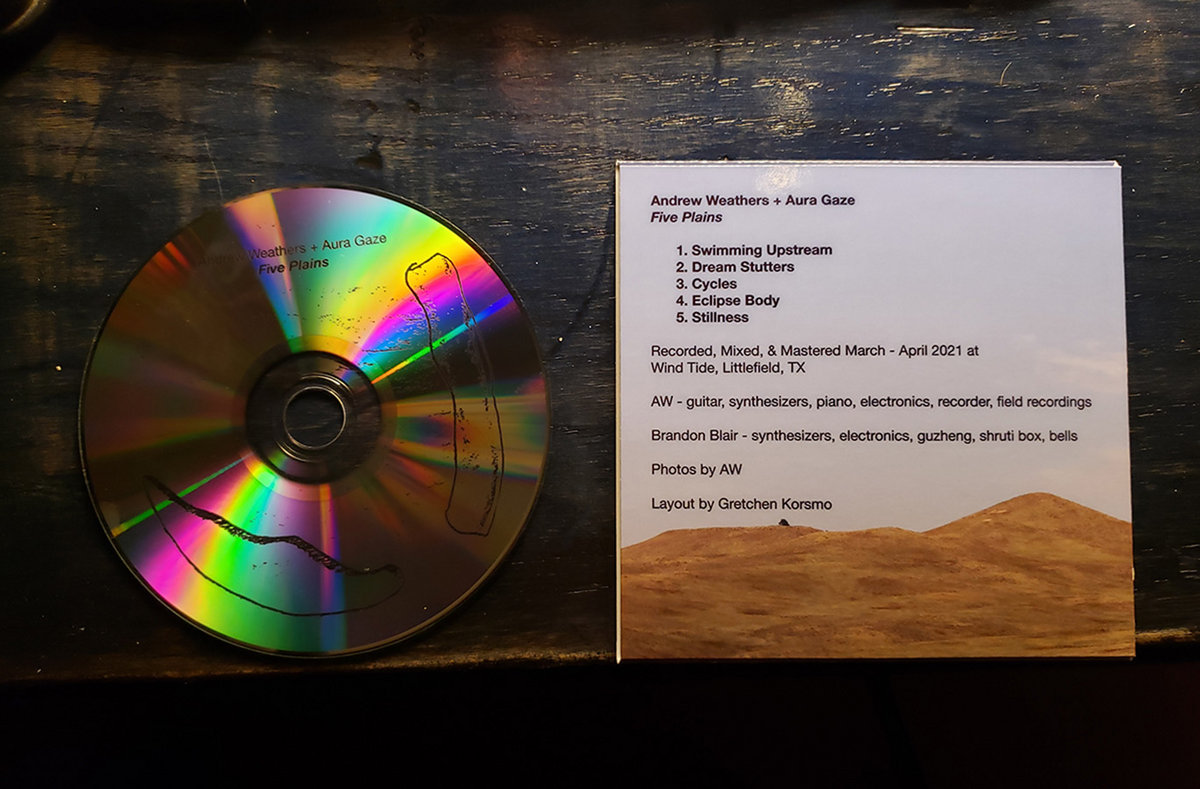 Andrew Weathers + Aura Gaze
Five Plains
Andrew Weathers + Aura Gaze
Five Plains
1. Swimming Upstream
2. Dream Stutters
3. Cycles
4. Eclipse Body
5. Stillness
Recorded, Mixed, & Mastered March - April 2021 at
Wind Tide, Littlefield, TX
AW - guitar, synthesizers, piano, electronics, recorder, field recordings
Brandon Blair - synthesizers, electronics, guzheng, shruti box, bells
Photos by AW
Layout by Gretchen Korsmo